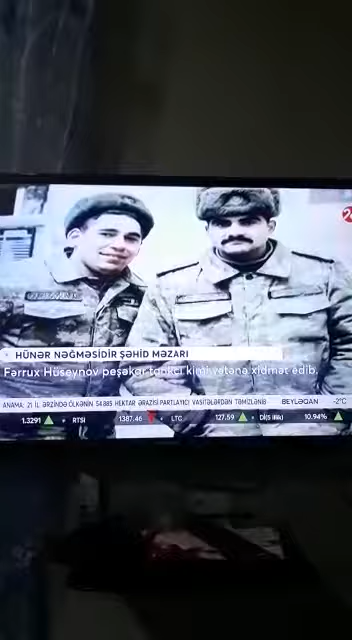 HÜNƏR NƏĞMƏSİDİR ŞƏHİD MƏZARI
Fərrux Hüseynov peşəkar tankçı kimi vətənə xidmət edib.
ANAMA: 21 İL ƏRZİNDƏ ÖLKƏNİN 54885 HEKTAR ƏRAZİSİ PARTLAYICI VASİTƏLƏRDƏN TƏMİZLƏNİB BEYLƏQAN -2°C
1.3291 RTSI 1387.46 LTC 127.59 10.94%